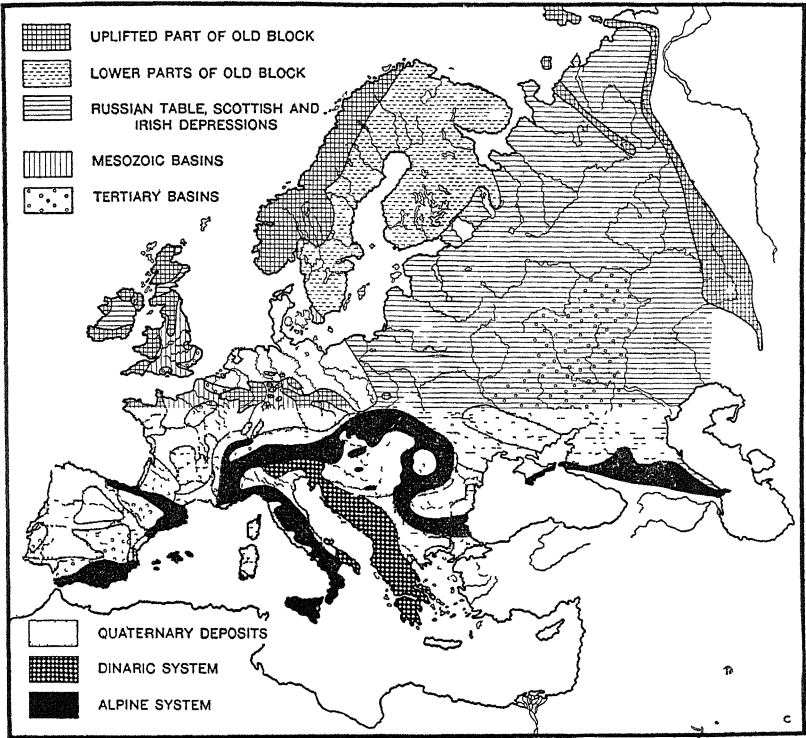 UPLIFTED PART OF OLD BLOCK
LOWER PARTS OF OLD BLOCK
RUSSIAN TABLE, SCOTTISH AND
IRISH DEPRESSIONS
MESOZOIC BASINS
TERTIARY BASINS
QUATERNARY DEPOSITS
DINARIC SYSTEM
ALPINE SYSTEM
C